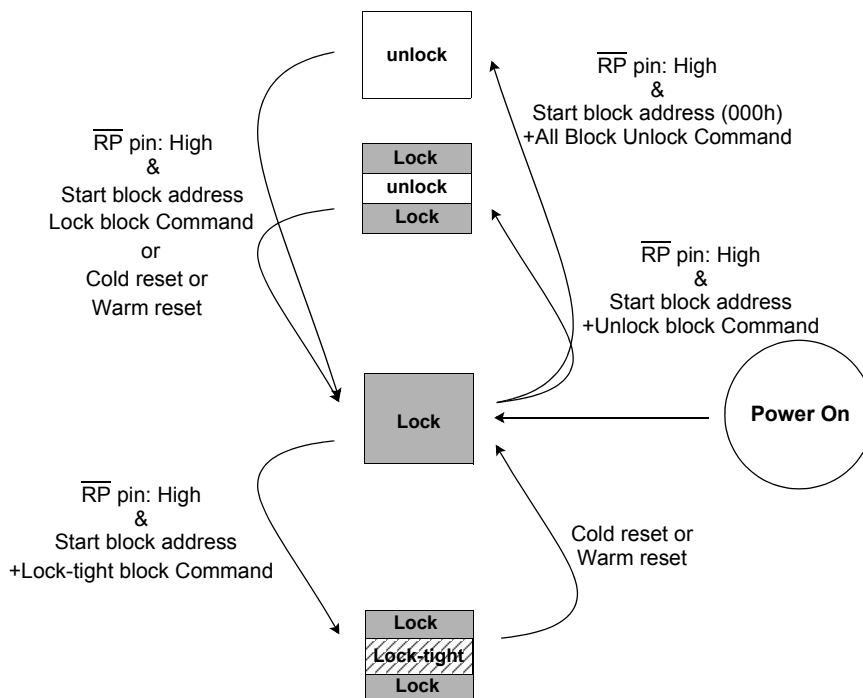 unlock
RP pin: High
&
Start block address (000h)
+All Block Unlock Command
RP pin: High
&
Start block address
Lock block Command
or
Cold reset or
Warm reset
Lock
unlock
Lock
RP pin: High
&
Start block address
+Unlock block Command
Lock
Power On
RP pin: High
&
Start block address
+Lock-tight block Command
Cold reset or
Warm reset
Lock
Lock-tight
Lock